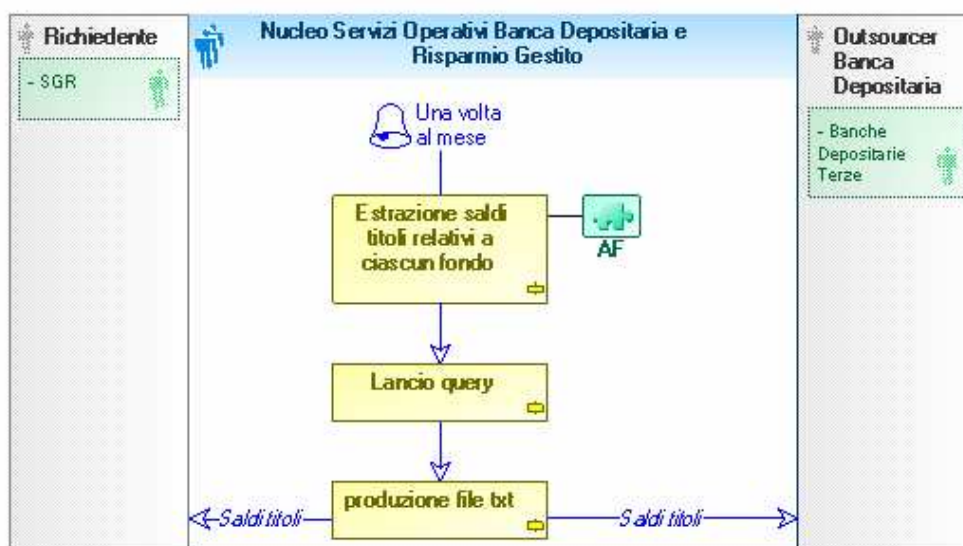 Richiedente
- SGR
Nucleo Servizi Operativi Banca Depositaria e
Risparmio Gestito
Outsourcer
Banca
Depositaria
- Banche
Depositarie
Terze
Una volta
al mese
Estrazione saldi
titoli relativi a
ciascun fondo
AF
Lancio query
produzione file txt
Saldi titoli
Saldi titoli